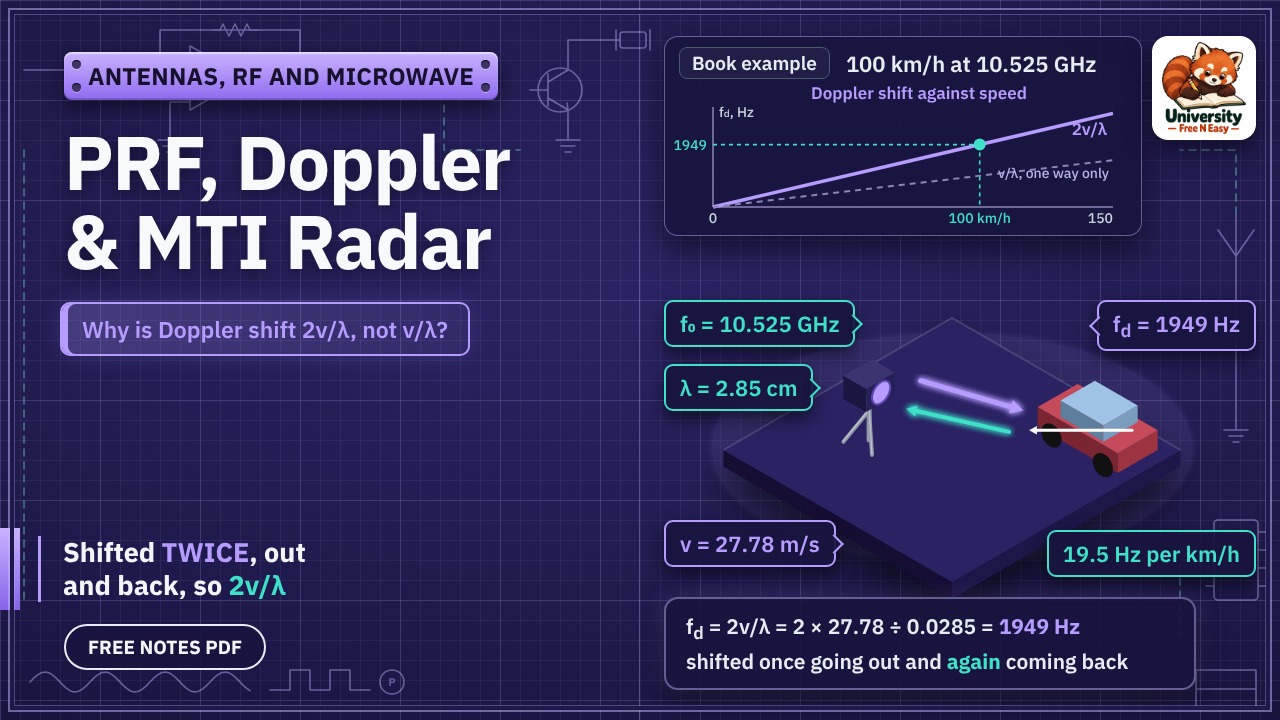 ANTENNAS, RF AND MICROWAVE
PRF, Doppler
& MTI Radar
Why is Doppler shift 2v/λ, not v/λ?
Shifted TWICE, out
and back, so 2v/λ
FREE NOTES PDF
P
Book example
100 km/h at 10.525 GHz
Doppler shift against speed
fd, Hz
2v/λ
1949
v/λ, one way only
0
100 km/h
150
University
Free N Easy
f₀ = 10.525 GHz
fd = 1949 Hz
λ = 2.85 cm
v = 27.78 m/s
19.5 Hz per km/h
fd = 2v/λ = 2 × 27.78 ÷ 0.0285 = 1949 Hz
shifted once going out and again coming back